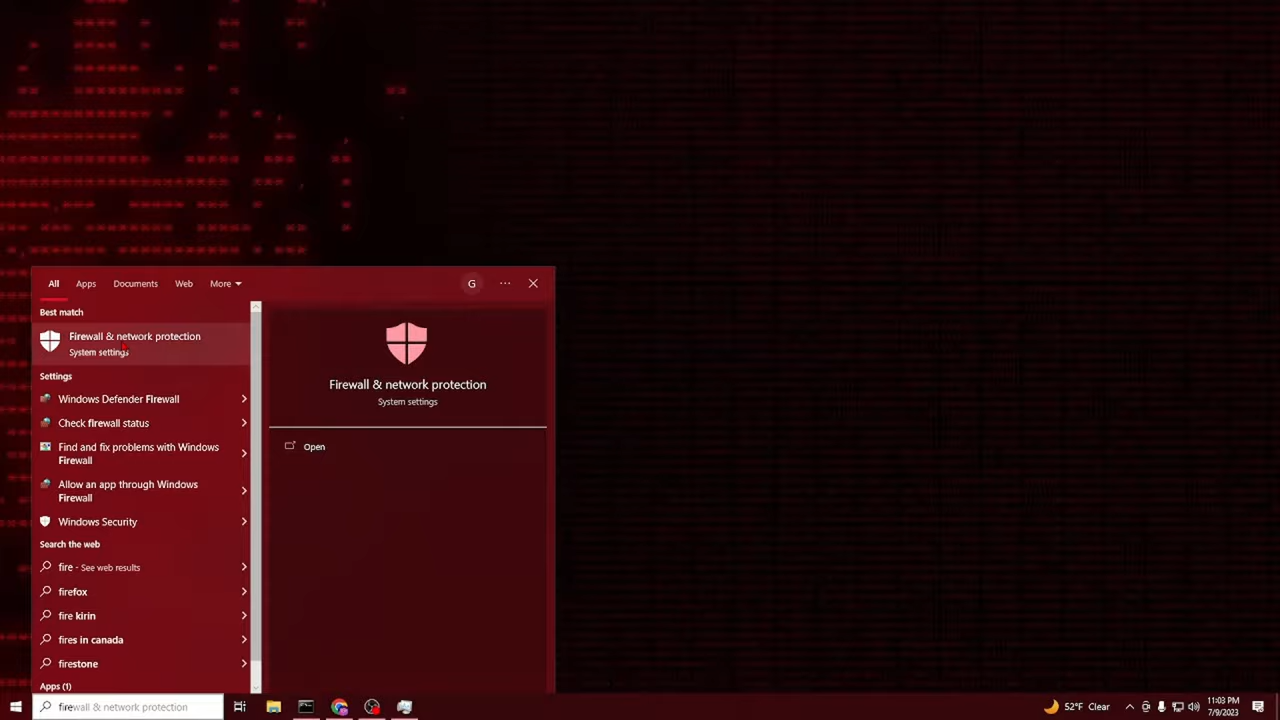 All
Apps
Documents
Web
More
G
Best match
Firewall & network protection
System settings
Settings
Windows Defender Firewall
Check firewall status
Find and fix problems with Windows
Firewall
Allow an app through Windows
Firewall
Windows Security
Search the web
fire - See web results
firefox
fire kirin
fires in canada
firestone
Apps (1)
Firewall & network protection
System settings
Open
firewall & network protection
52°F Clear
11:03 PM
7/9/2023